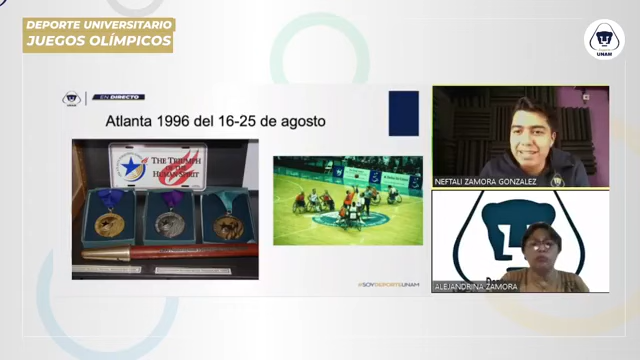 DEPORTE UNIVERSITARIO
JUEGOS OLÍMPICOS
UNAM
UNAM
EN DIRECTO
Atlanta 1996 del 16-25 de agosto
THE TRIUMPH
OF THE
HUMAN SPIRIT
NEFTALI ZAMORA GONZALEZ
ALEJANDRINA ZAMORA
#SOYDEPORTEUNAM